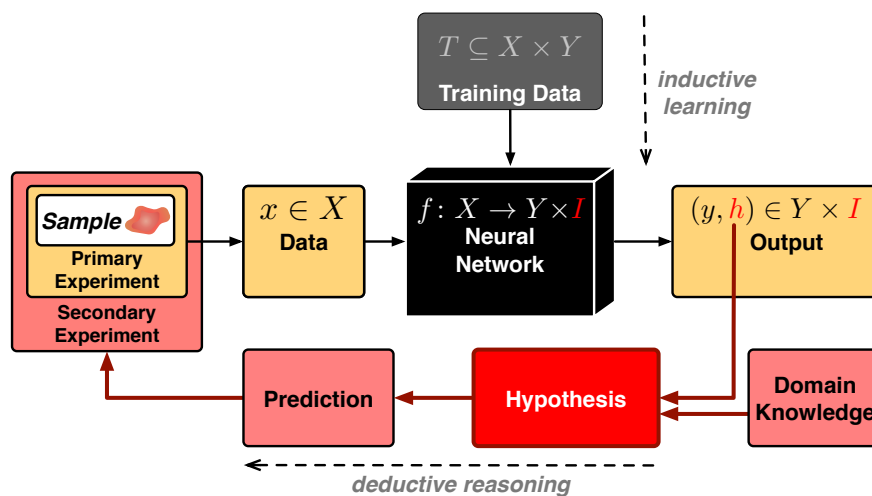 T ⊆ X × Y
Training Data
inductive
learning
Sample
Primary
Experiment
Secondary
Experiment
x ∈ X
Data
f : X → Y × I
Neural
Network
(y, h) ∈ Y × I
Output
Prediction
Hypothesis
Domain
Knowledge
deductive reasoning